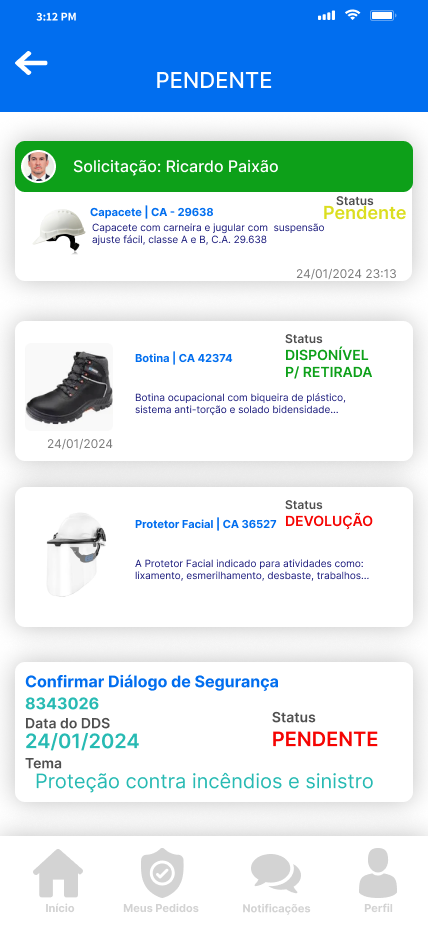 3:12 PM
PENDENTE
Solicitação: Ricardo Paixão
Status
Capacete | CA - 29638
Pendente
Capacete com carneira e jugular com suspensão
ajuste fácil, classe A e B, C.A. 29.638
24/01/2024 23:13
Status
Botina | CA 42374
DISPONÍVEL
P/ RETIRADA
Botina ocupacional com biqueira de plástico,
sistema anti-torção e solado bidensidade...
24/01/2024
Status
Protetor Facial | CA 36527
DEVOLUÇÃO
A Protetor Facial indicado para atividades como:
lixamento, esmerilhamento, desbaste, trabalhos...
Confirmar Diálogo de Segurança
8343026
Data do DDS
Status
24/01/2024
PENDENTE
Tema
Proteção contra incêndios e sinistro
Início
Meus Pedidos
Notificações
Perfil